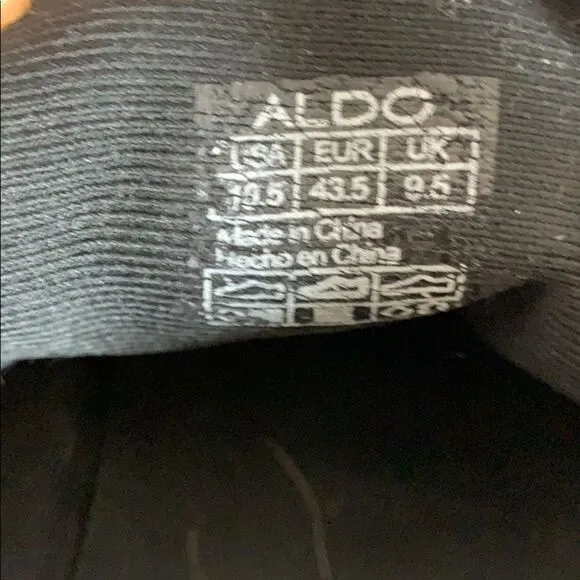 ALDO
USA EUR UK
10.5 43.5 9.5
Made in China
Hecho en China